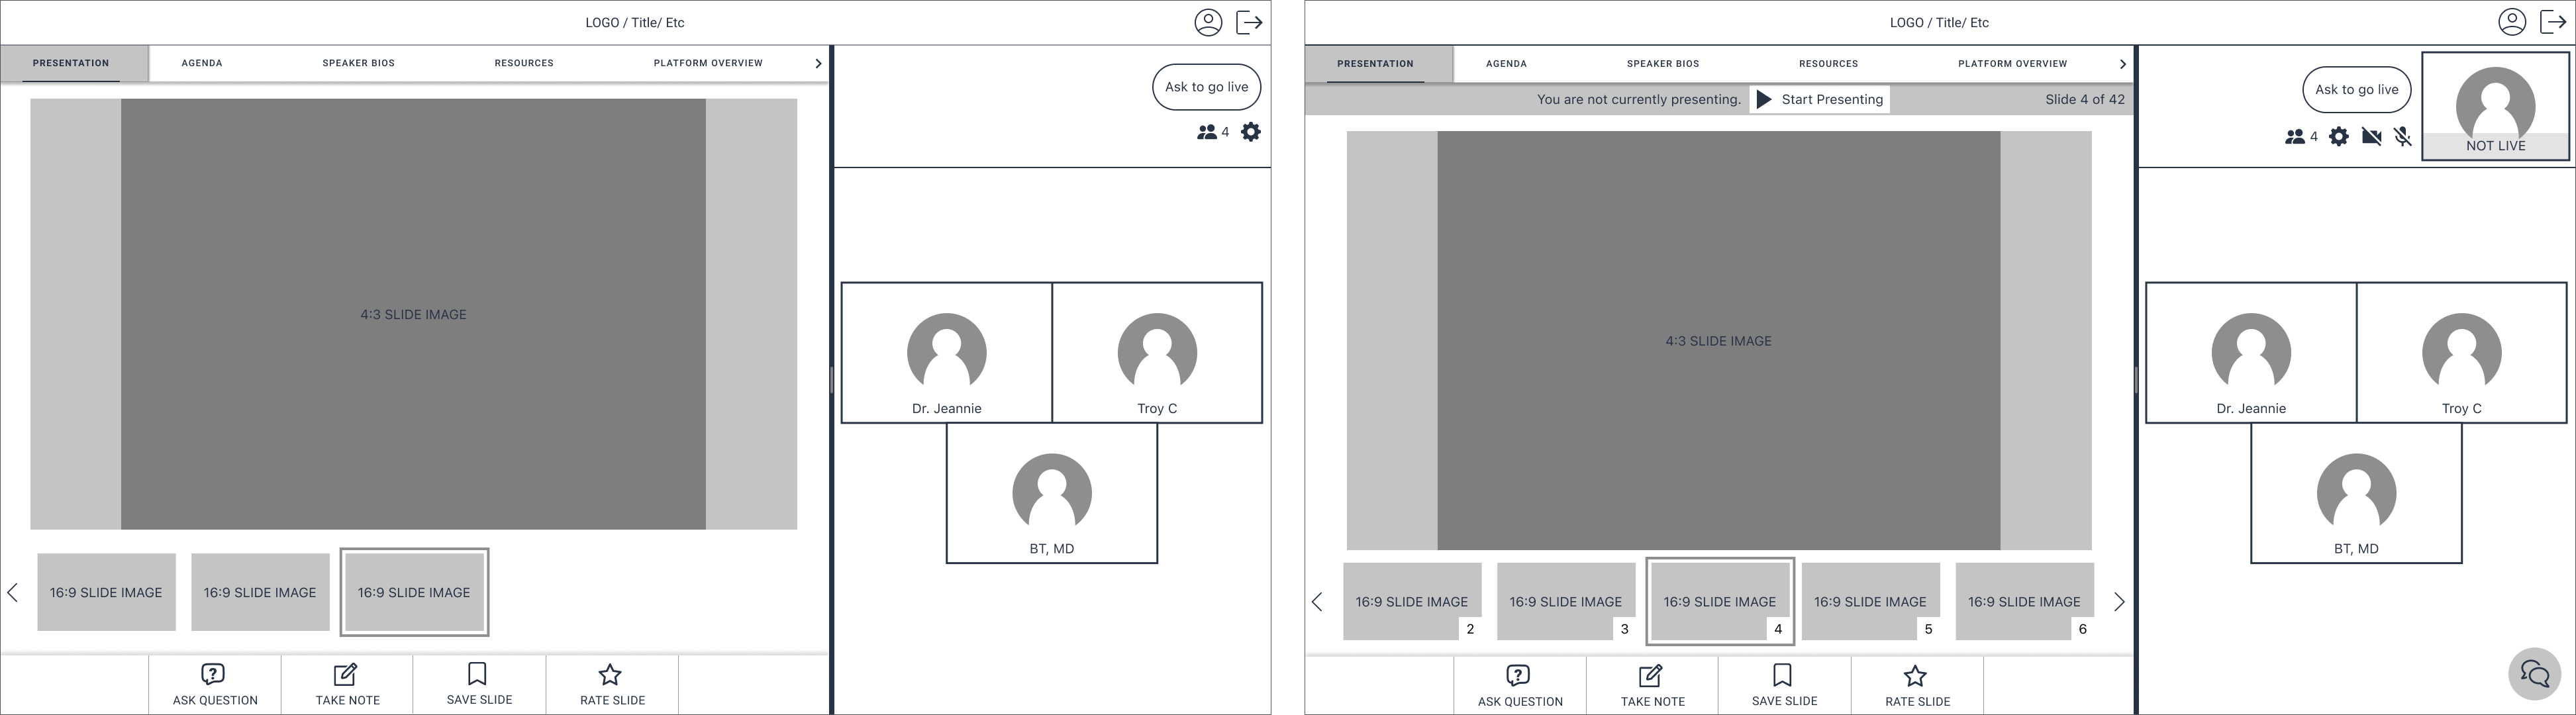 LOGO / Title/ Etc
PRESENTATION
AGENDA
SPEAKER BIOS
RESOURCES
PLATFORM OVERVIEW
Ask to go live
4
4:3 SLIDE IMAGE
Dr. Jeannie
Troy C
BT, MD
16:9 SLIDE IMAGE
16:9 SLIDE IMAGE
16:9 SLIDE IMAGE
ASK QUESTION
TAKE NOTE
SAVE SLIDE
RATE SLIDE
LOGO / Title/ Etc
PRESENTATION
AGENDA
SPEAKER BIOS
RESOURCES
PLATFORM OVERVIEW
You are not currently presenting.
Start Presenting
Slide 4 of 42
Ask to go live
4
NOT LIVE
4:3 SLIDE IMAGE
Dr. Jeannie
Troy C
BT, MD
16:9 SLIDE IMAGE
2
16:9 SLIDE IMAGE
3
16:9 SLIDE IMAGE
4
16:9 SLIDE IMAGE
5
16:9 SLIDE IMAGE
6
ASK QUESTION
TAKE NOTE
SAVE SLIDE
RATE SLIDE